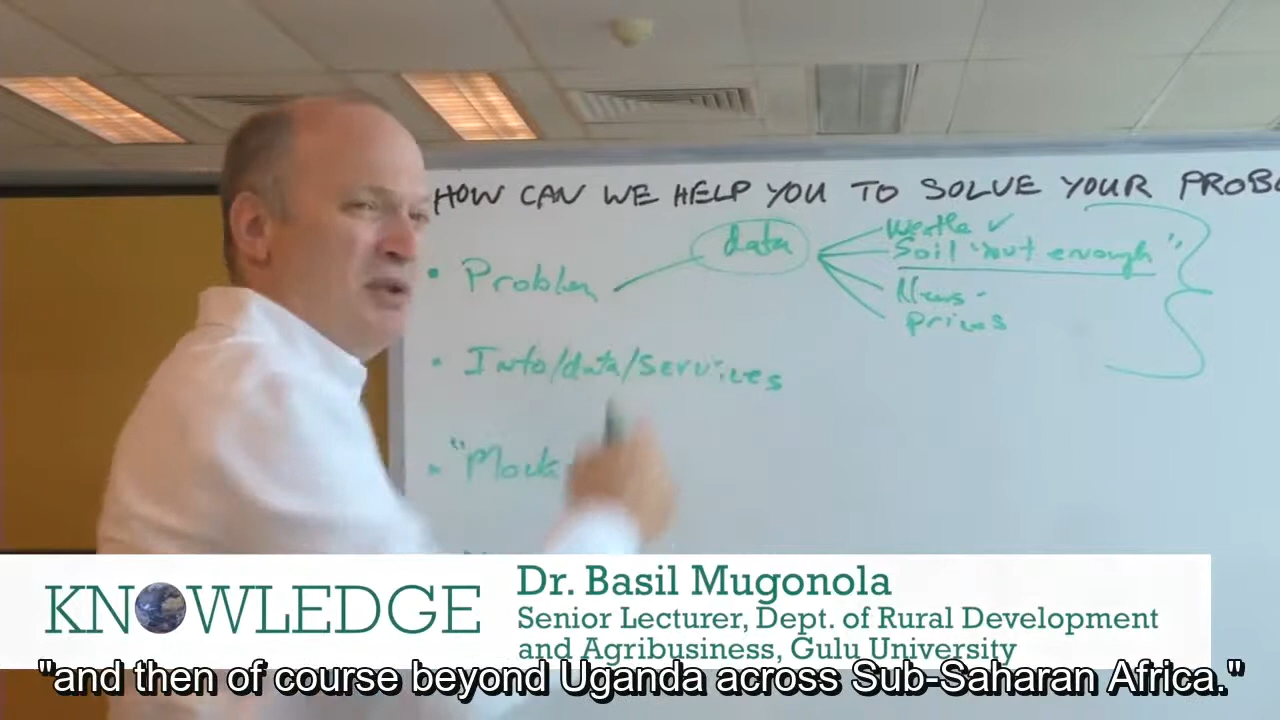 HOW CAN WE HELP YOU TO SOLVE YOUR PROB
• Problem
data
Soil "not enough"
News -
prices
• Info/data/services
• "Mock
KNOWLEDGE
Dr. Basil Mugonola
Senior Lecturer, Dept. of Rural Development
and Agribusiness, Gulu University
"and then of course beyond Uganda across Sub-Saharan Africa."